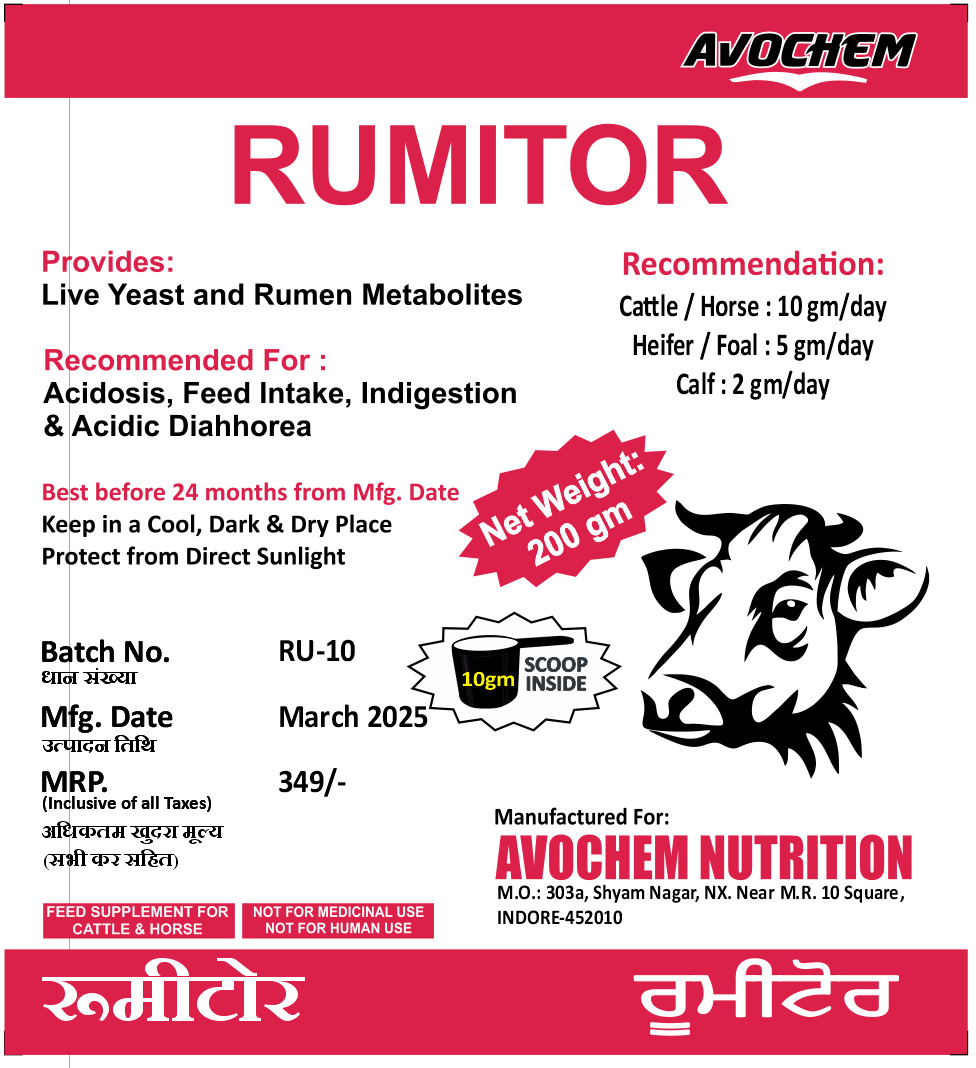 AVOCHEM
RUMITOR
Provides:
Live Yeast and Rumen Metabolites
Recommended For :
Acidosis, Feed Intake, Indigestion
& Acidic Diahhorea
Recommendation:
Cattle / Horse : 10 gm/day
Heifer / Foal : 5 gm/day
Calf : 2 gm/day
Best before 24 months from Mfg. Date
Keep in a Cool, Dark & Dry Place
Protect from Direct Sunlight
Net Weight:
200 gm
Batch No. RU-10
धान संख्या
Mfg. Date March 2025
उत्पादन तिथि
MRP. 349/-
(Inclusive of all Taxes)
अधिकतम खुदरा मूल्य
(सभी कर सहित)
10gm
SCOOP
INSIDE
Manufactured For:
AVOCHEM NUTRITION
M.O.: 303a, Shyam Nagar, NX. Near M.R. 10 Square,
INDORE-452010
FEED SUPPLEMENT FOR
CATTLE & HORSE
NOT FOR MEDICINAL USE
NOT FOR HUMAN USE
रूमीटोर
ਰੂਮੀਟੋਰ